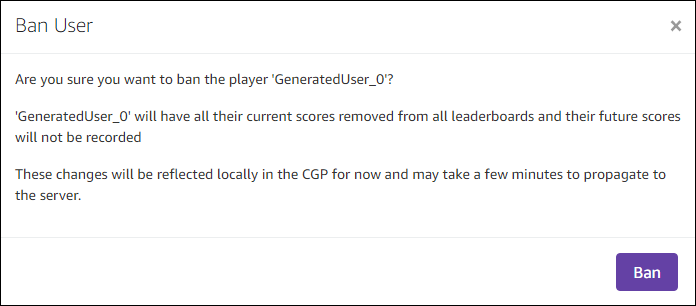 Ban User
×
Are you sure you want to ban the player 'GeneratedUser_0'?
'GeneratedUser_0' will have all their current scores removed from all leaderboards and their future scores
will not be recorded
These changes will be reflected locally in the CGP for now and may take a few minutes to propagate to
the server.
Ban